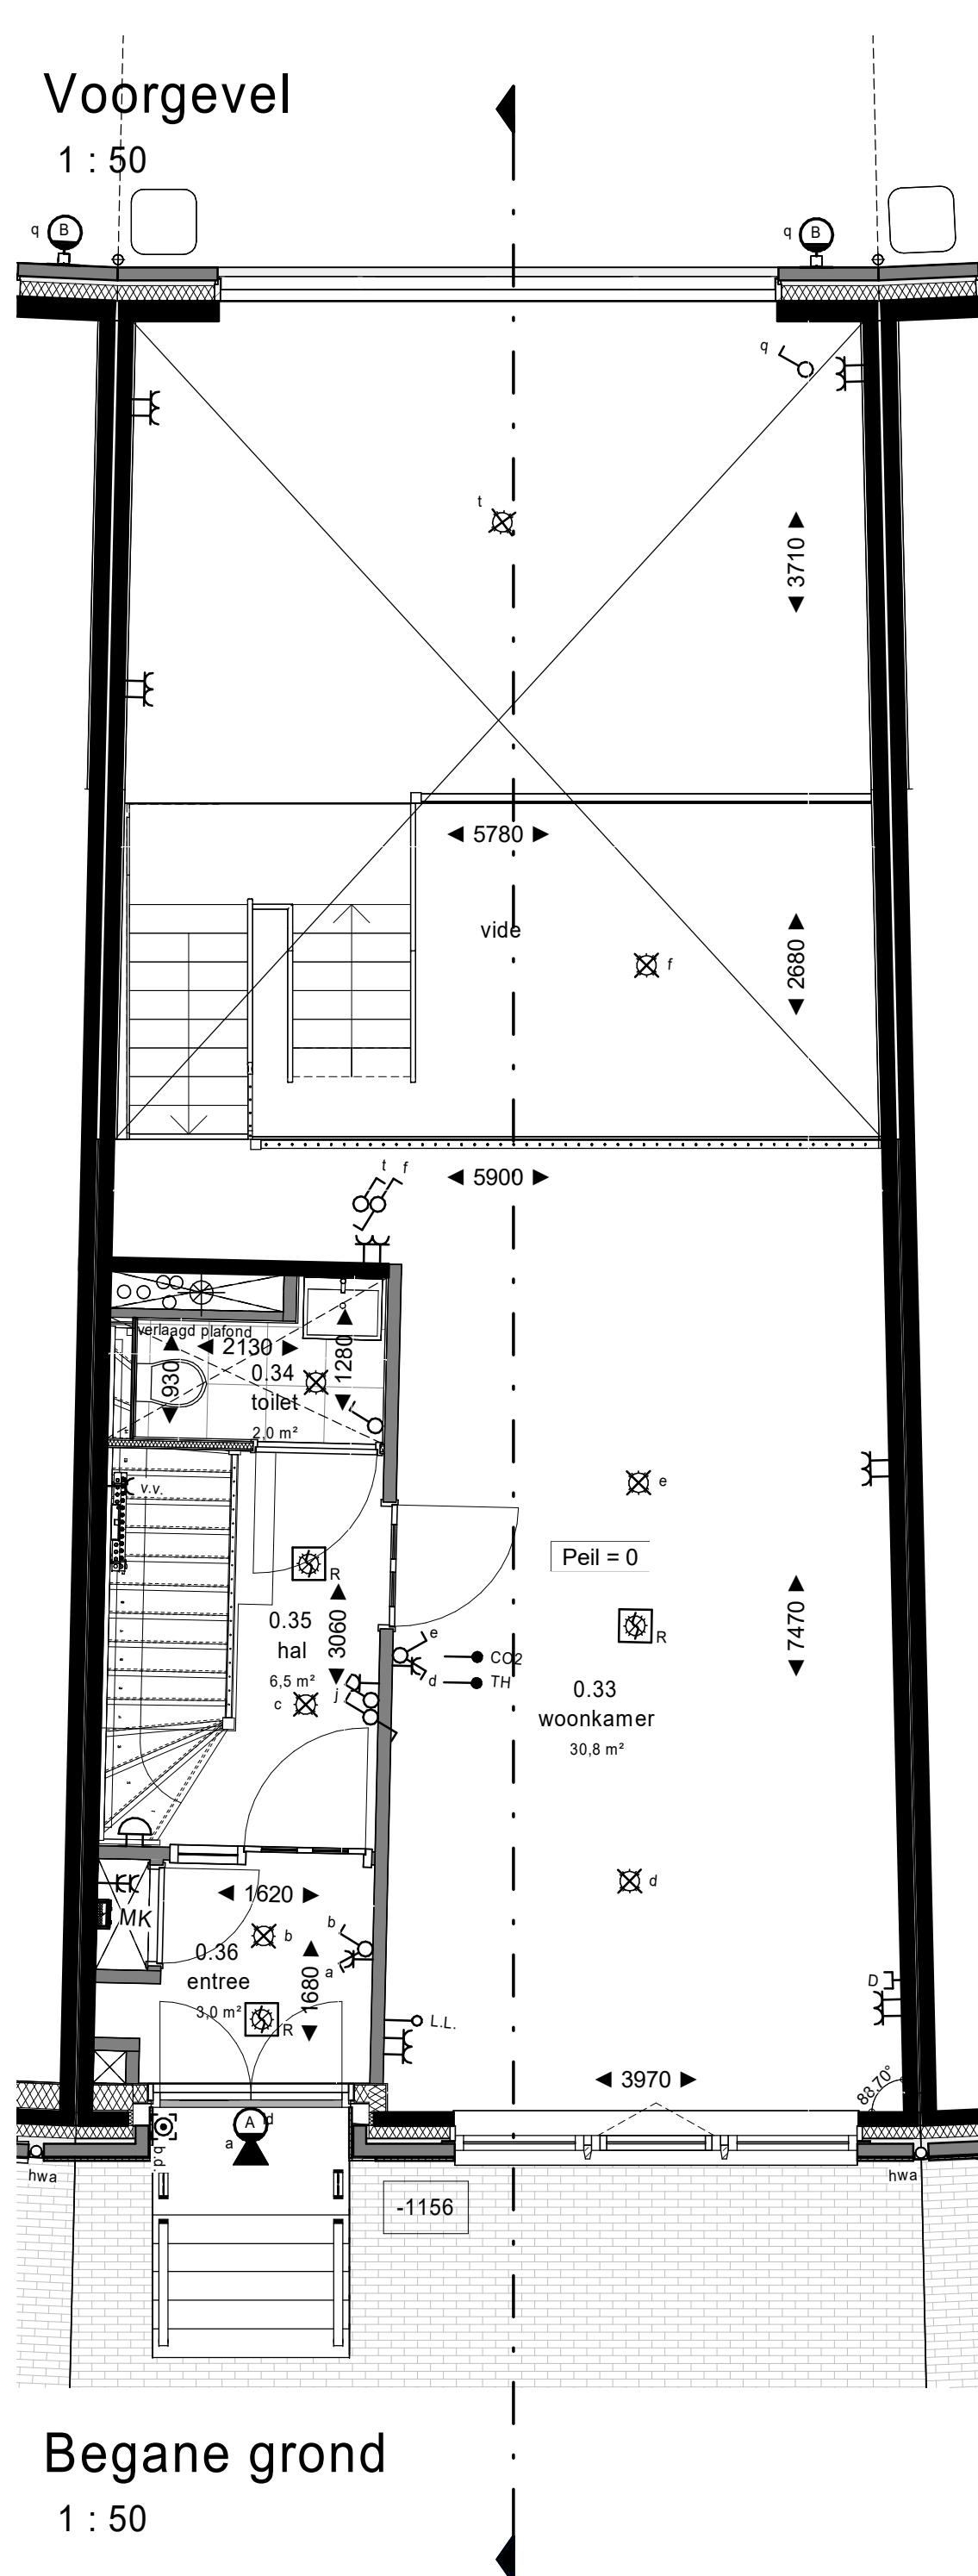 Voorgevel
1 : 50
q
B
q
B
q
t
3710
5780
vide
f
2680
5900
t
f
verlaagd plafond
2130
1280
930
0.34
toilet
2,0 m²
v.v.
e
Peil = 0
R
R
0.35
hal
6,5 m²
3060
c
j
e
d
CO2
TH
7470
0.33
woonkamer
30,8 m²
d
1620
MK
b
b
a
0.36
entree
3,0 m²
1680
R
L.L.
D
3970
88,70°
A
d
a
b.d.
hwa
hwa
-1156
Begane grond
1 : 50